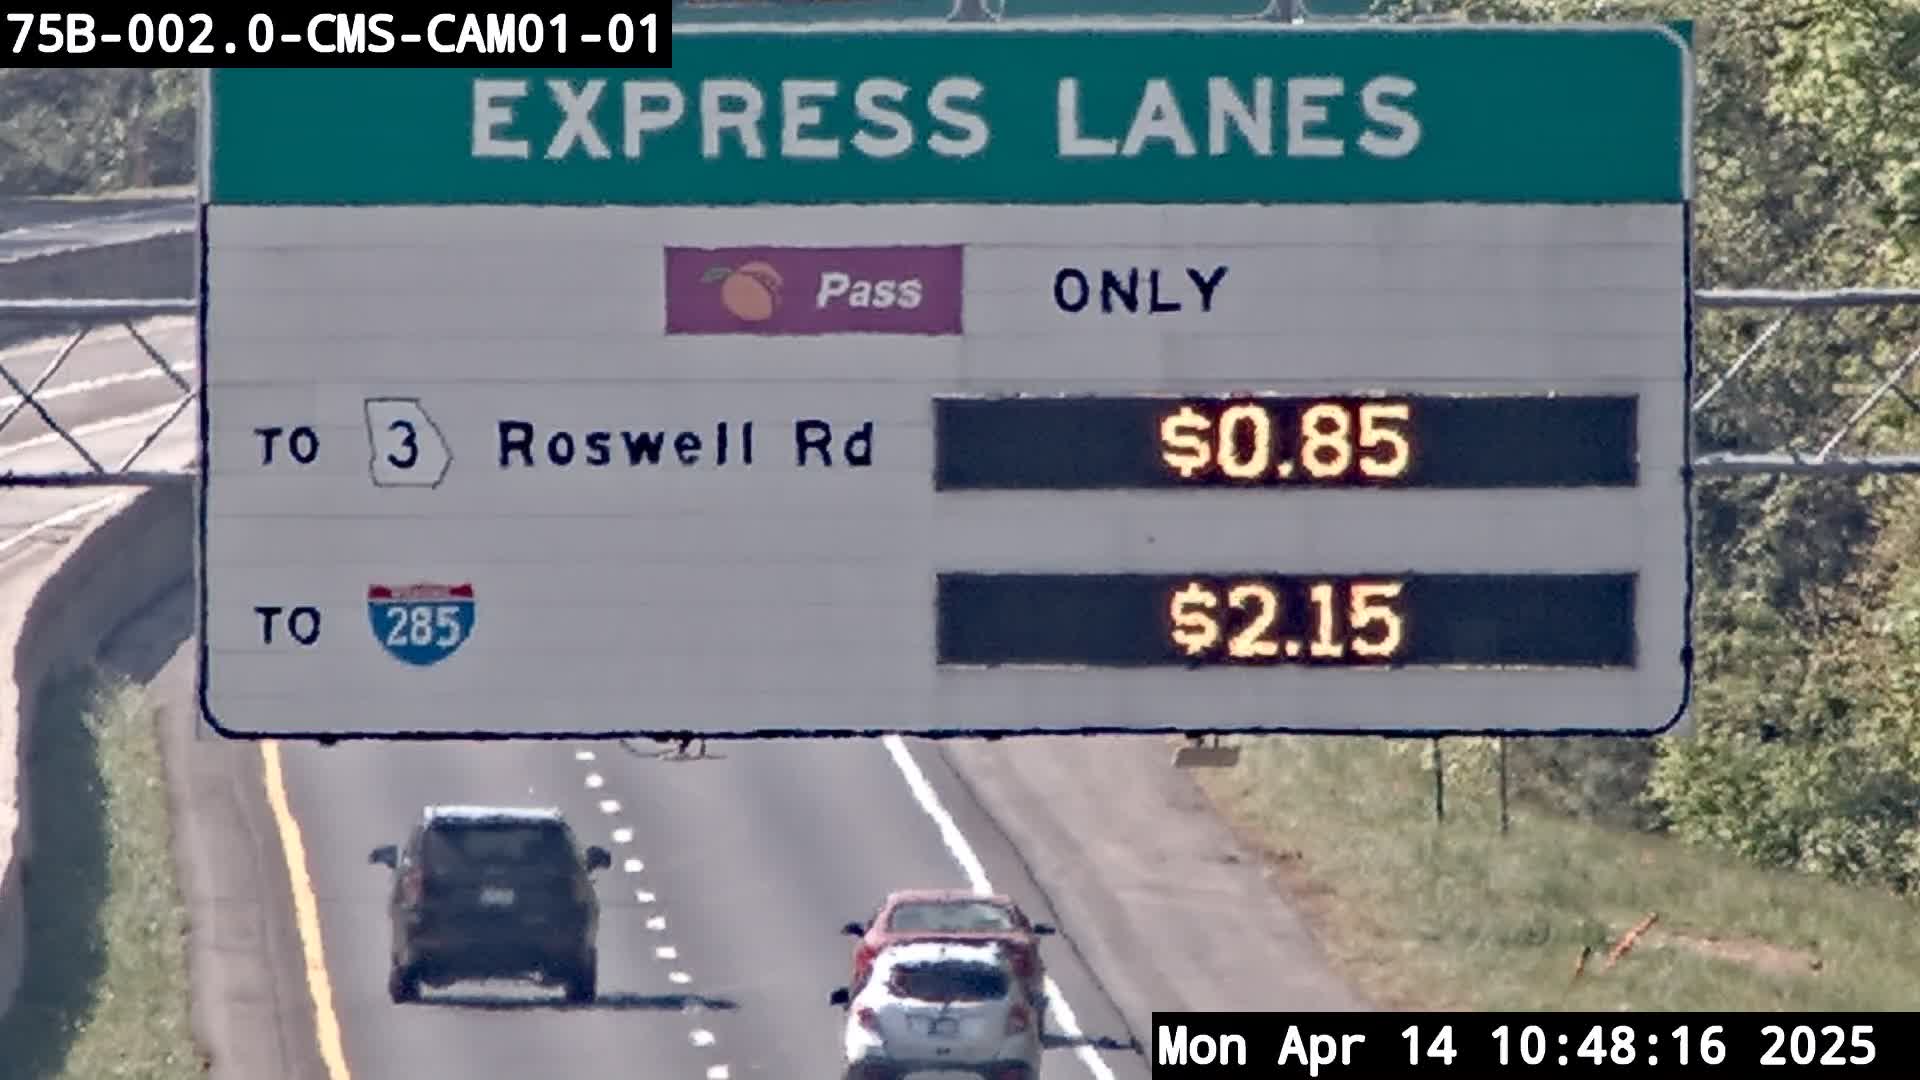 75B-002.0-CMS-CAM01-01
EXPRESS LANES
Pass ONLY
TO 3 Roswell Rd $0.85
TO 285 $2.15
Mon Apr 14 10:48:16 2025